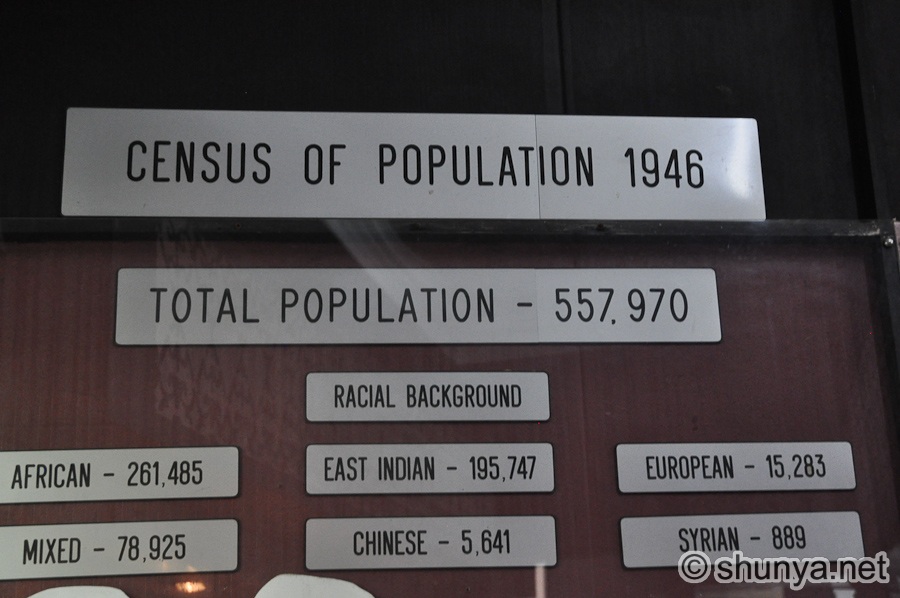 CENSUS OF POPULATION 1946
TOTAL POPULATION - 557,970
RACIAL BACKGROUND
AFRICAN - 261,485
EAST INDIAN - 195,747
EUROPEAN - 15,283
MIXED - 78,925
CHINESE - 5,641
SYRIAN - 889
© shunya.net